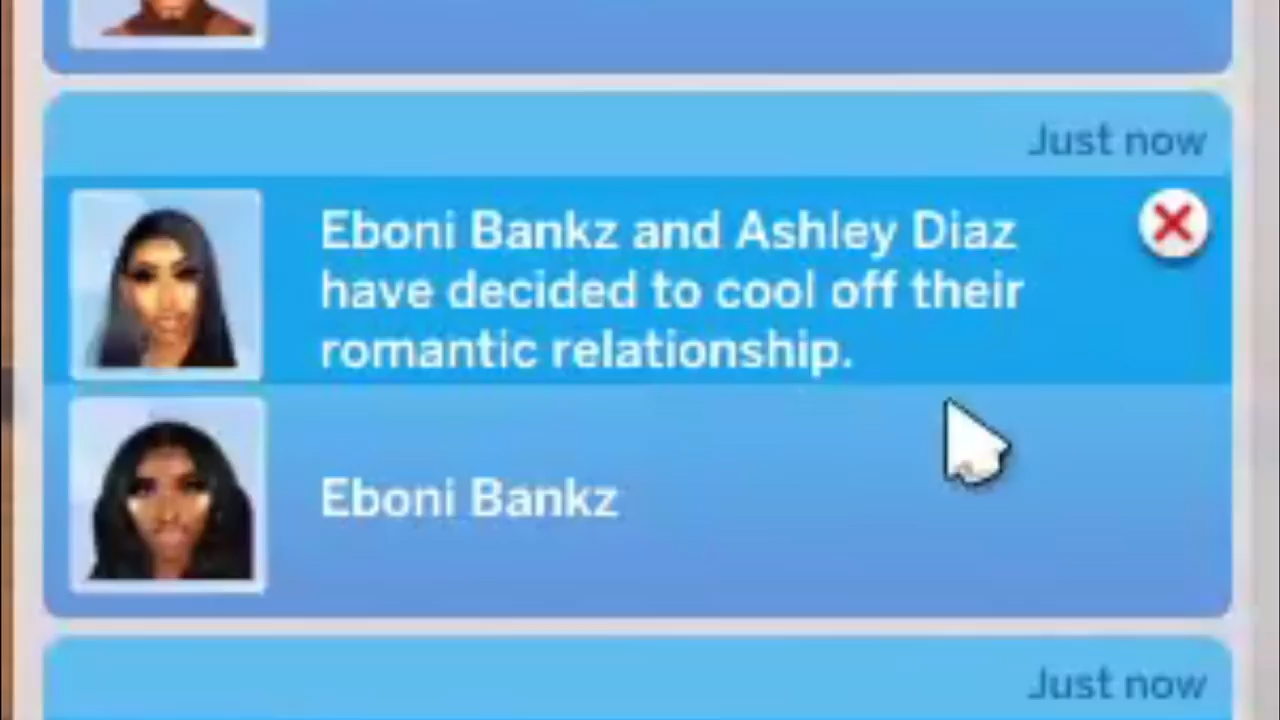 Just now
Eboni Bankz and Ashley Diaz
have decided to cool off their
romantic relationship.
Eboni Bankz
Just now